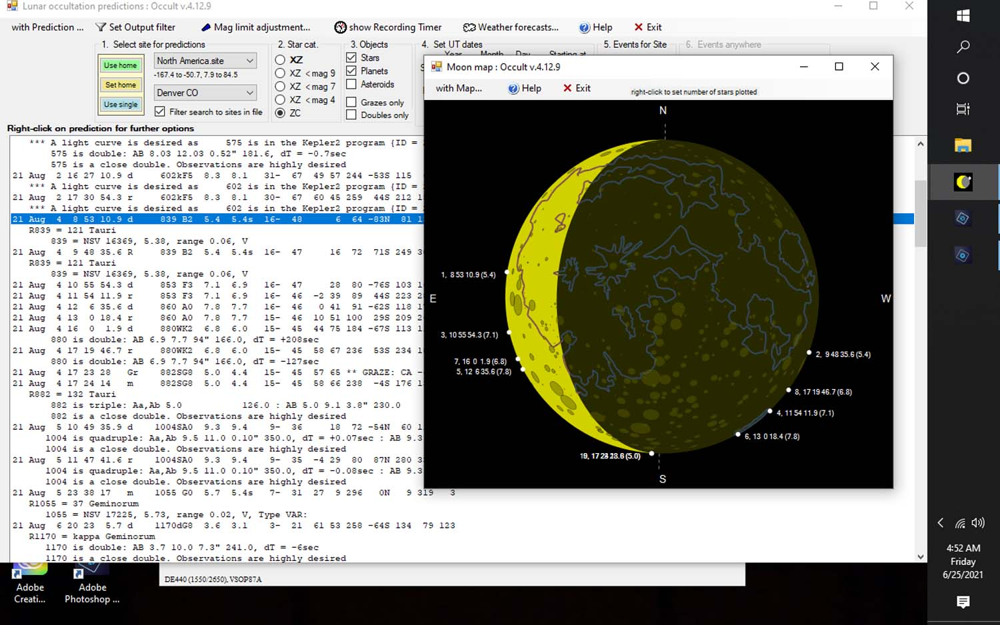 Lunar occultation predictions : Occult v.4.12.9
with Prediction ... Set Output filter Mag limit adjustment... show Recording Timer Weather forecasts... Help Exit
1. Select site for predictions 2. Star cat. 3. Objects 4. Set UT dates 5. Events for Site 6. Events anywhere
Year Month Day Starting at
Use home
Set home
Use single
North America.site
-167.4 to -50.7, 7.9 to 84.5
Denver CO
Filter search to sites in file
XZ
XZ < mag 9
XZ < mag 7
XZ < mag 4
ZC
Stars
Planets
Asteroids
Grazes only
Doubles only
Right-click on prediction for further options
*** A light curve is desired as 575 is in the Kepler2 program {ID =
575 is double: AB 8.03 12.03 0.52" 181.6, dT = -0.7sec
575 is a close double. Observations are highly desired
21 Aug 2 16 27 10.9 d 602kF5 8.3 8.1 31- 67 49 57 244 -53S 115
*** A light curve is desired as 602 is in the Kepler2 program {ID =
21 Aug 2 17 30 54.3 r 602kF5 8.3 8.1 30- 67 60 45 259 44S 212
*** A light curve is desired as 602 is in the Kepler2 program {ID =
21 Aug 4 8 53 10.9 d 839 B2 5.4 5.4s 16- 48 6 64 -83N 81
R839 = 121 Tauri
839 = NSV 16369, 5.38, range 0.06, V
21 Aug 4 9 48 35.6 R 839 B2 5.4 5.4s 16- 47 16 72 71S 249
R839 = 121 Tauri
839 = NSV 16369, 5.38, range 0.06, V
21 Aug 4 10 55 54.3 d 853 F3 7.1 6.9 16- 47 28 80 -76S 103
21 Aug 4 11 54 11.9 r 853 F3 7.1 6.9 16- 46 -2 39 89 44S 223
21 Aug 4 12 6 35.6 d 860 A0 7.8 7.7 16- 46 0 41 91 -62S 118
21 Aug 4 13 0 18.4 r 860 A0 7.8 7.7 16- 46 10 51 100 29S 209
21 Aug 4 16 0 1.9 d 880WK2 6.8 6.0 15- 45 44 75 184 -67S 113
880 is double: AB 6.9 7.7 94" 166.0, dT = +208sec
21 Aug 4 17 19 46.7 r 880WK2 6.8 6.0 15- 45 58 67 236 53S 234
880 is double: AB 6.9 7.7 94" 166.0, dT = -127sec
21 Aug 4 17 23 28 Gr 882SG8 5.0 4.4 15- 45 57 65 ** GRAZE: CA
21 Aug 4 17 24 14 m 882SG8 5.0 4.4 15- 45 58 66 238 -4S 176
R882 = 132 Tauri
882 is triple: Aa,Ab 5.0 126.0 : AB 5.0 9.1 3.8" 230.0
882 is a close double. Observations are highly desired
21 Aug 5 10 49 35.9 d 1004SA0 9.3 9.4 9- 36 18 72 -54N 60
1004 is quadruple: Aa,Ab 9.5 11.0 0.10" 350.0, dT = +0.07sec : AB 9.3
1004 is a close double. Observations are highly desired
21 Aug 5 11 47 41.6 r 1004SA0 9.3 9.4 9- 35 -4 29 80 87N 280
1004 is quadruple: Aa,Ab 9.5 11.0 0.10" 350.0, dT = -0.08sec : AB 9.3
1004 is a close double. Observations are highly desired
21 Aug 5 23 38 17 m 1055 G0 5.7 5.4s 7- 31 27 9 296 0N 9 319 3
R1055 = 37 Geminorum
1055 = NSV 17225, 5.73, range 0.02, V, Type VAR:
21 Aug 6 20 23 5.7 d 1170dG8 3.6 3.1 3- 21 61 53 258 -64S 134 79 123
R1170 = kappa Geminorum
1170 is double: AB 3.7 10.0 7.3" 241.0, dT = -6sec
1170 is a close double. Observations are highly desired
Moon map : Occult v.4.12.9
with Map... Help Exit right-click to set number of stars plotted
N
1, 8 53 10.9 (5.4)
E
W
3, 10 55 54.3 (7.1)
2, 9 48 35.6 (5.4)
7, 16 0 1.9 (6.8)
5, 12 6 35.6 (7.8)
8, 17 19 46.7 (6.8)
4, 11 54 11.9 (7.1)
6, 13 0 18.4 (7.8)
(5.0)
S
DE440 (1550/2650), VSOP87A
Adobe
Creati...
Adobe
Photoshop ...
4:52 AM
Friday
6/25/2021